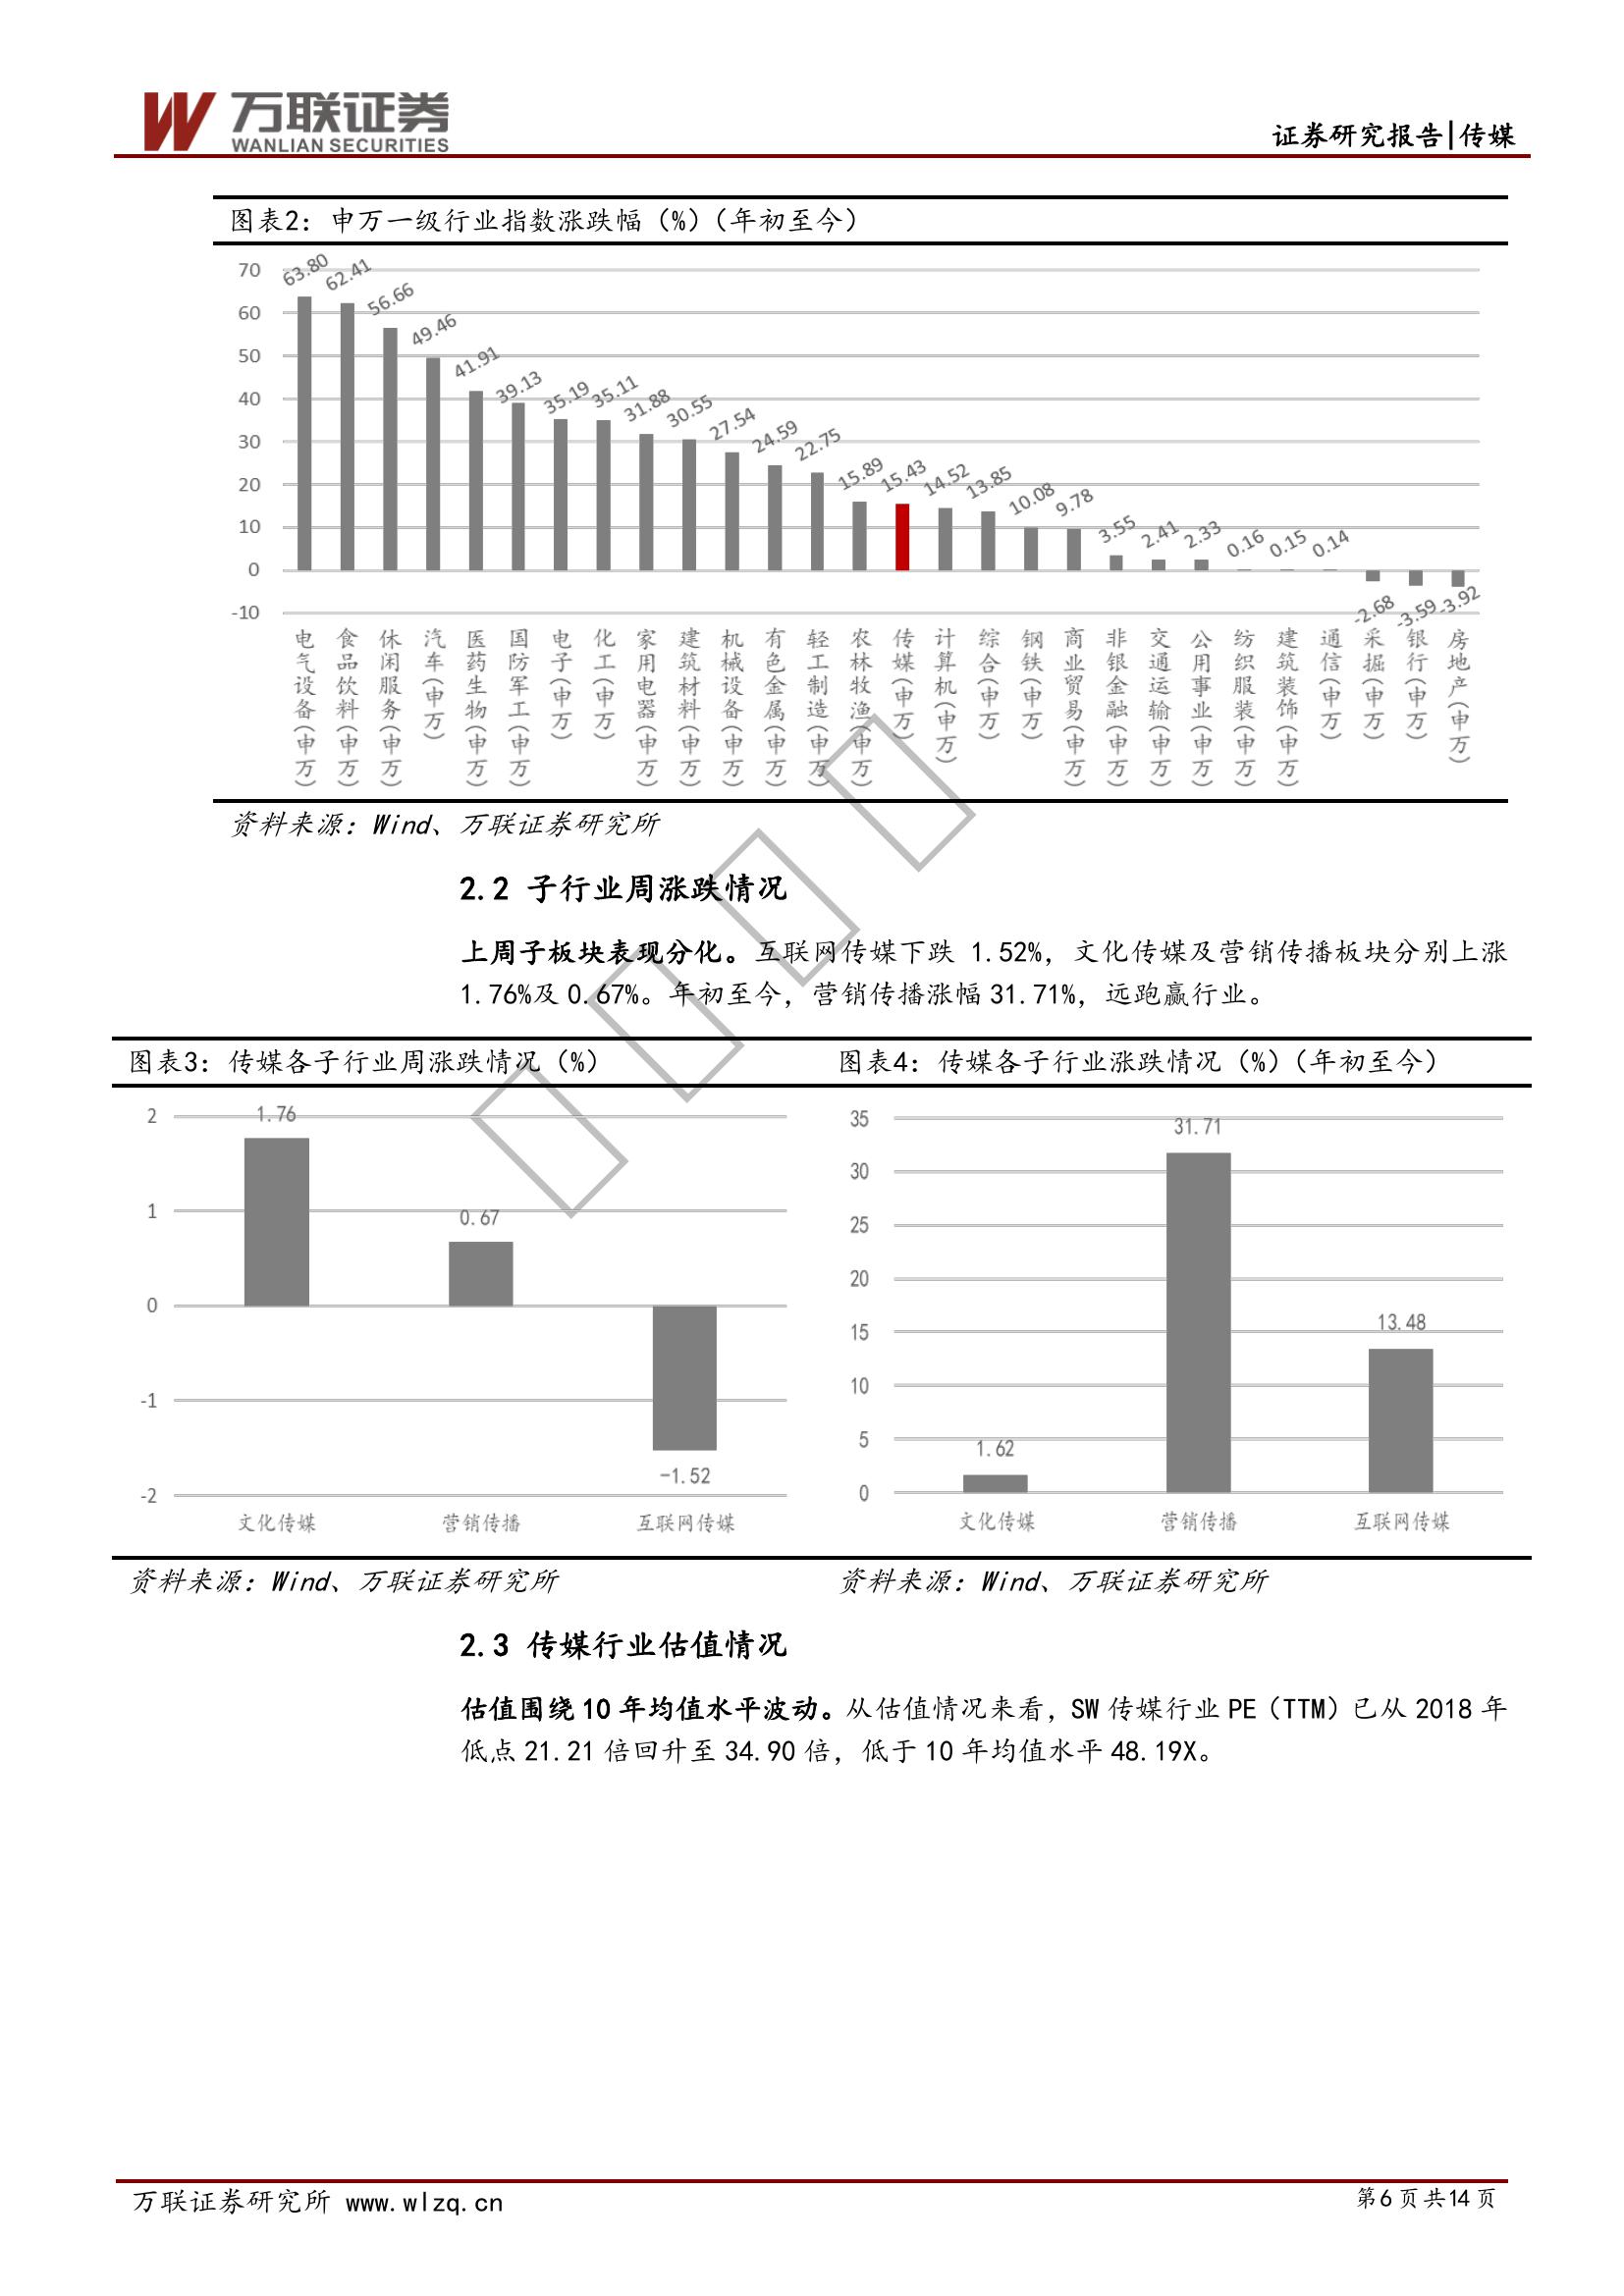 万联证券
WANLIAN SECURITIES
证券研究报告|传媒
图表2：申万一级行业指数涨跌幅（%）（年初至今）
70
60
50
40
30
20
10
0
-10
63.80
62.41
56.66
49.46
41.91
39.13
35.19
35.11
31.88
30.55
27.54
24.59
22.75
15.89
15.43
14.52
13.85
10.08
9.78
3.55
2.41
2.33
0.16
0.15
0.14
-2.68
-3.59
-3.92
电气设备(申万)
食品饮料(申万)
休闲服务(申万)
汽车(申万)
医药生物(申万)
国防军工(申万)
电子(申万)
化工(申万)
家用电器(申万)
建筑材料(申万)
机械设备(申万)
有色金属(申万)
轻工制造(申万)
农林牧渔(申万)
传媒(申万)
计算机(申万)
综合(申万)
钢铁(申万)
商业贸易(申万)
非银金融(申万)
交通运输(申万)
公用事业(申万)
纺织服装(申万)
建筑装饰(申万)
通信(申万)
采掘(申万)
银行(申万)
房地产(申万)
资料来源：Wind、万联证券研究所
2.2 子行业周涨跌情况
上周子板块表现分化。互联网传媒下跌 1.52%，文化传媒及营销传播板块分别上涨
1.76%及 0.67%。年初至今，营销传播涨幅 31.71%，远跑赢行业。
图表3：传媒各子行业周涨跌情况（%）
2
1
0
-1
-2
1.76
0.67
-1.52
文化传媒
营销传播
互联网传媒
资料来源：Wind、万联证券研究所
图表4：传媒各子行业涨跌情况（%）（年初至今）
35
30
25
20
15
10
5
0
1.62
31.71
13.48
文化传媒
营销传播
互联网传媒
资料来源：Wind、万联证券研究所
2.3 传媒行业估值情况
估值围绕 10 年均值水平波动。从估值情况来看，SW 传媒行业 PE（TTM）已从 2018 年
低点 21.21 倍回升至 34.90 倍，低于 10 年均值水平 48.19X。
万联证券研究所 www.wlzq.cn
第 6 页 共 14 页